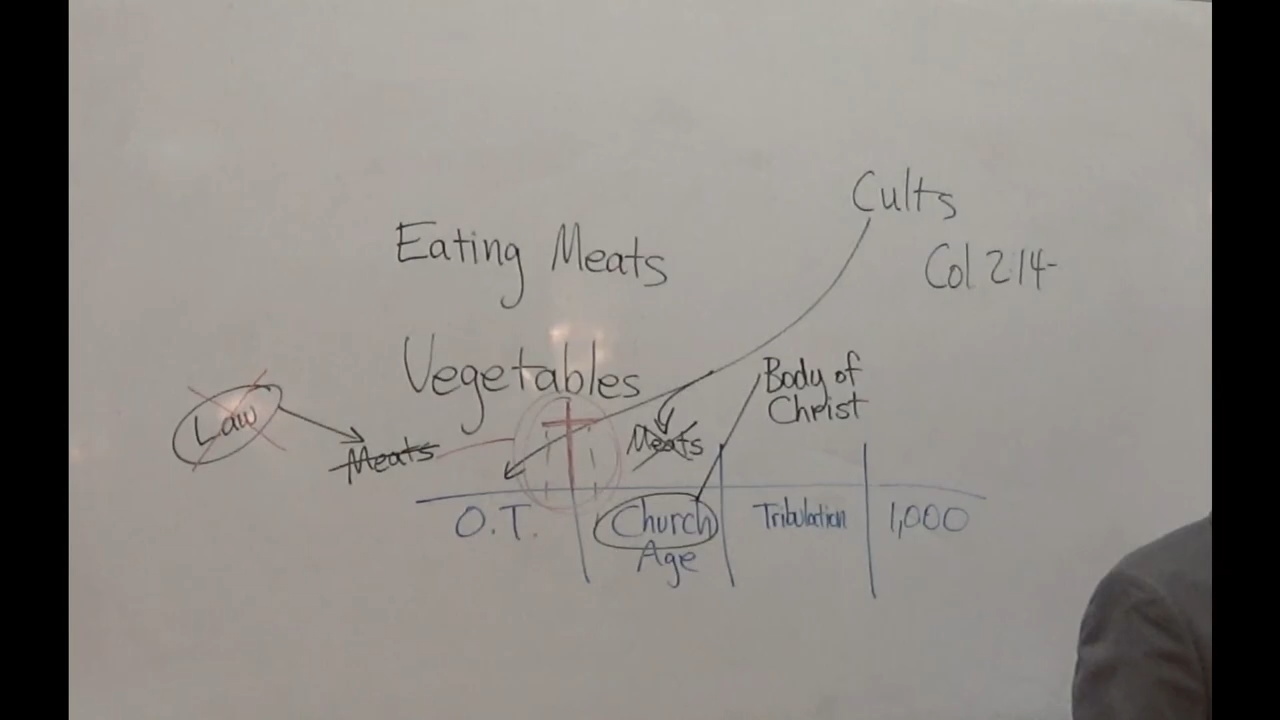 Cults
Eating Meats
Col 2:14-
Vegetables
Body of
Christ
Law
Meats
Meats
O.T.
Church
Age
Tribulation
1,000